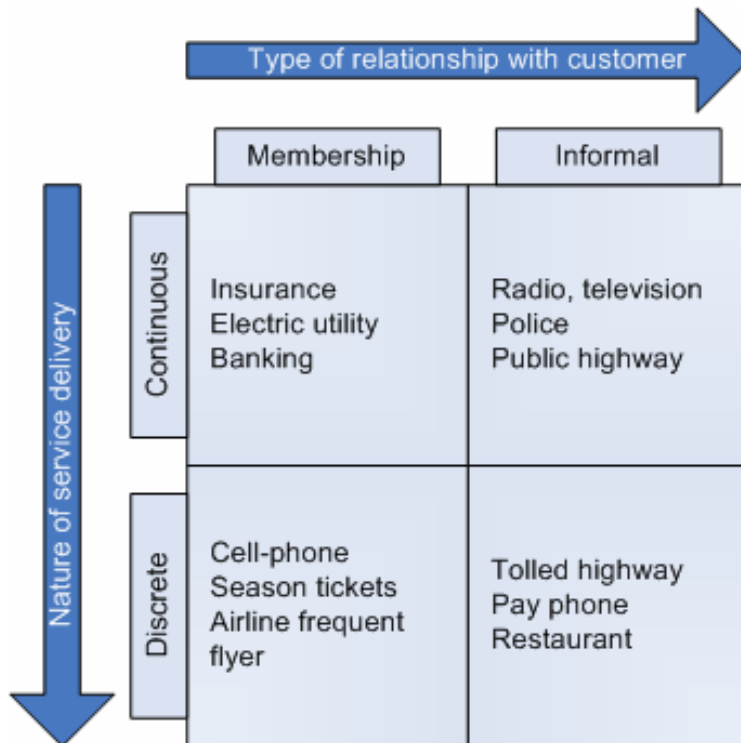 Type of relationship with customer
Membership
Informal
Nature of service delivery
Continuous
Insurance
Electric utility
Banking
Radio, television
Police
Public highway
Discrete
Cell-phone
Season tickets
Airline frequent
flyer
Tolled highway
Pay phone
Restaurant